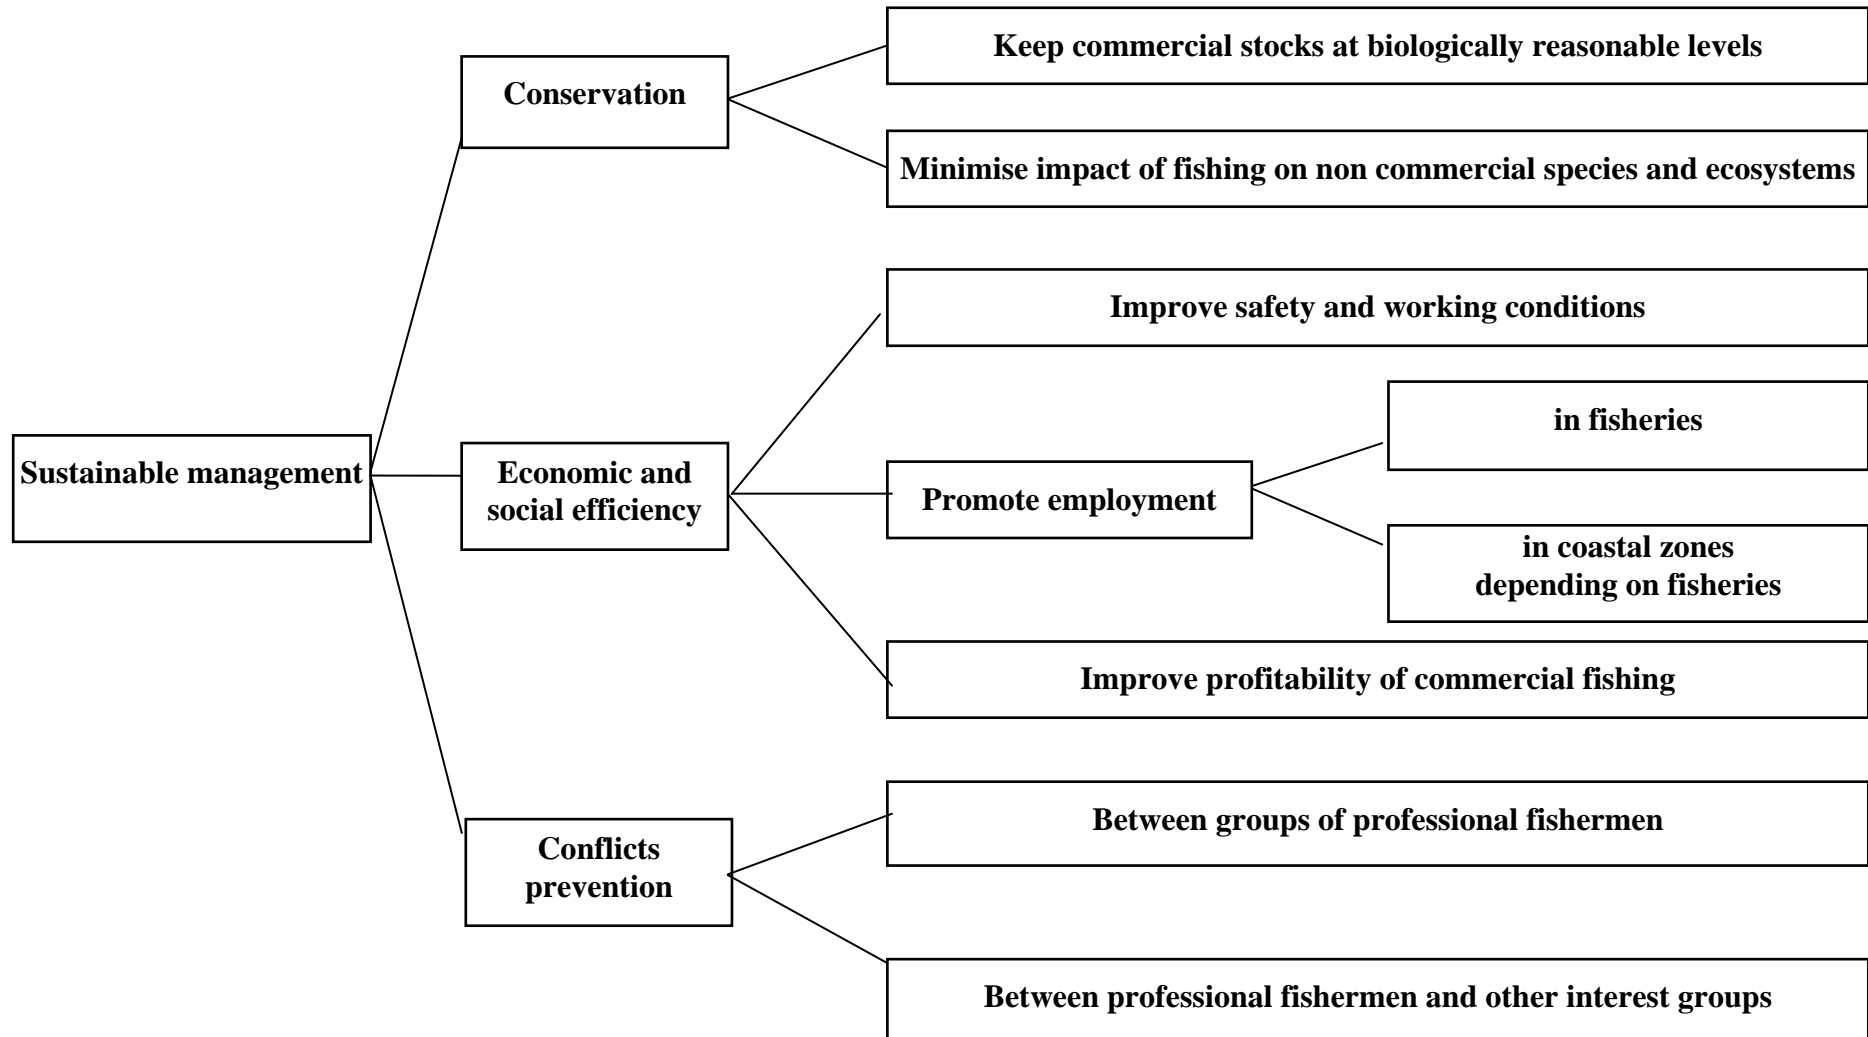 Keep commercial stocks at biologically reasonable levels
Conservation
Minimise impact of fishing on non commercial species and ecosystems
Improve safety and working conditions
in fisheries
Sustainable management
Economic and
social efficiency
Promote employment
in coastal zones
depending on fisheries
Improve profitability of commercial fishing
Between groups of professional fishermen
Conflicts
prevention
Between professional fishermen and other interest groups